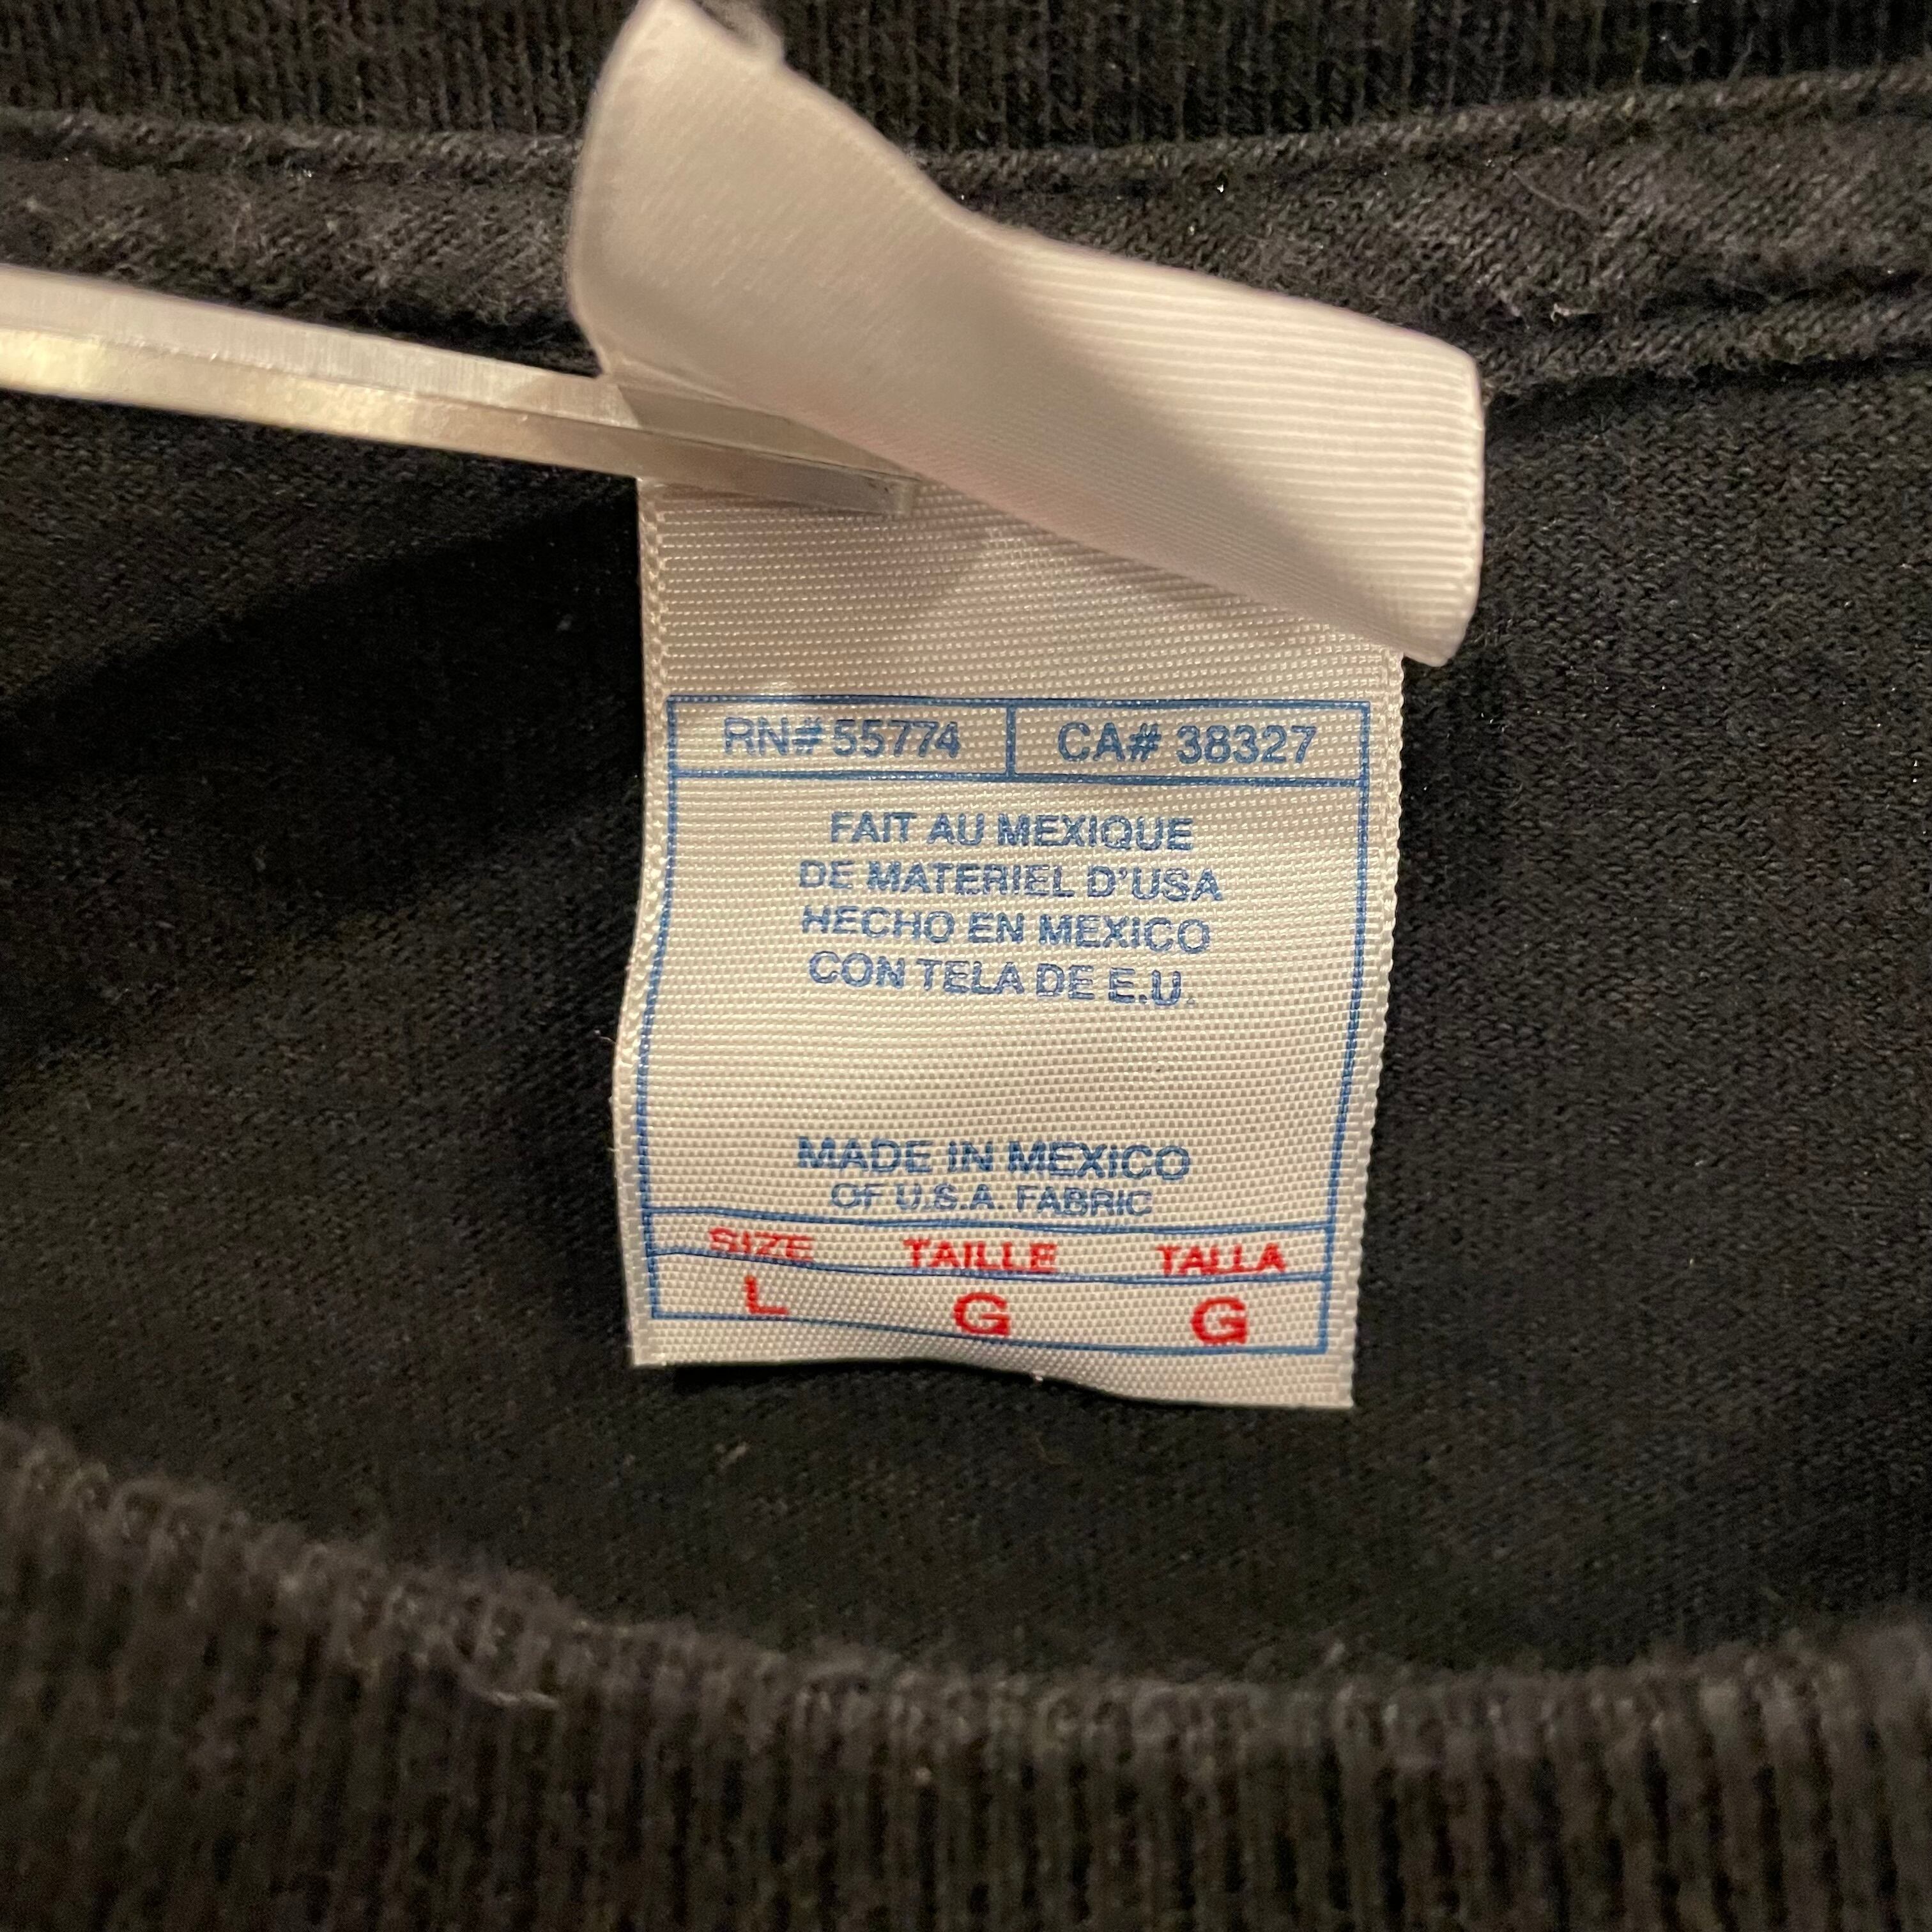 RN# 55774 CA# 38327
FAIT AU MEXIQUE
DE MATERIEL D'USA
HECHO EN MEXICO
CON TELA DE E.U.
MADE IN MEXICO
OF U.S.A. FABRIC
SIZE TAILLE TALLA
L G G